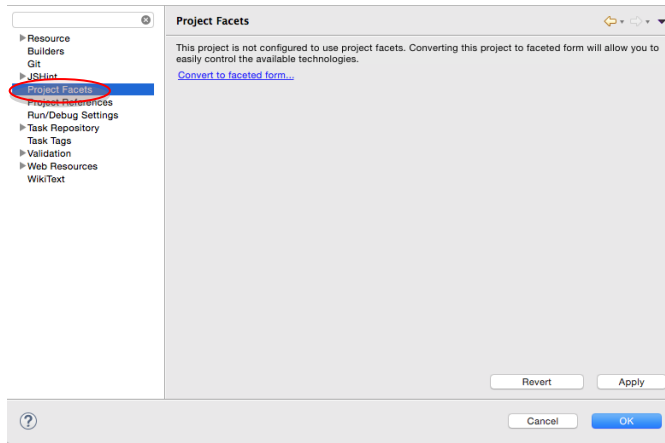 Project Facets
Resource
Builders
Git
JSHint
Project Facets
Project References
Run/Debug Settings
Task Repository
Task Tags
Validation
Web Resources
WikiText
This project is not configured to use project facets. Converting this project to faceted form will allow you to
easily control the available technologies.
Convert to faceted form...
Revert
Apply
?
Cancel
OK